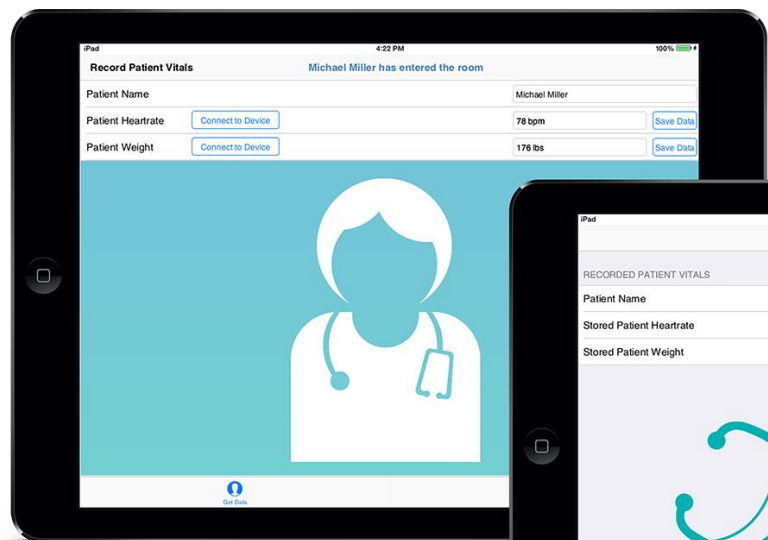 iPad 4:22 PM 100%
Record Patient Vitals Michael Miller has entered the room
Patient Name Michael Miller
Patient Heartrate Connect to Device 78 bpm Save Data
Patient Weight Connect to Device 176 lbs Save Data
Get Data
iPad
RECORDED PATIENT VITALS
Patient Name
Stored Patient Heartrate
Stored Patient Weight